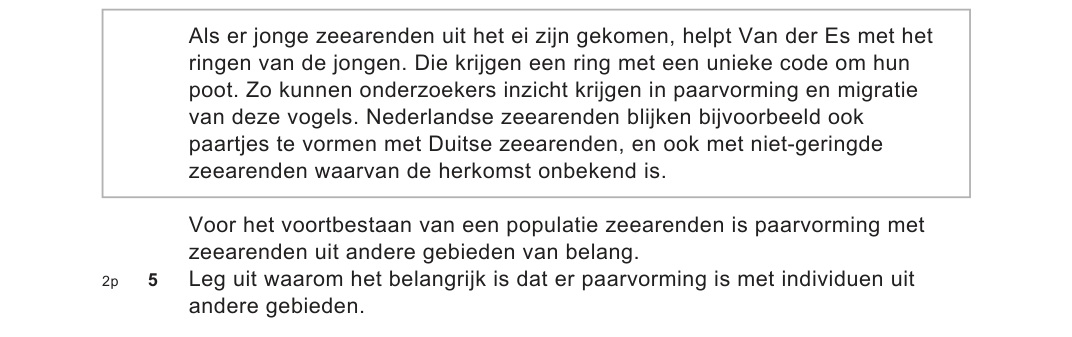 Als er jonge zeearenden uit het ei zijn gekomen, helpt Van der Es met het
ringen van de jongen. Die krijgen een ring met een unieke code om hun
poot. Zo kunnen onderzoekers inzicht krijgen in paarvorming en migratie
van deze vogels. Nederlandse zeearenden blijken bijvoorbeeld ook
paartjes te vormen met Duitse zeearenden, en ook met niet-geringde
zeearenden waarvan de herkomst onbekend is.
Voor het voortbestaan van een populatie zeearenden is paarvorming met
zeearenden uit andere gebieden van belang.
2p 5 Leg uit waarom het belangrijk is dat er paarvorming is met individuen uit
andere gebieden.